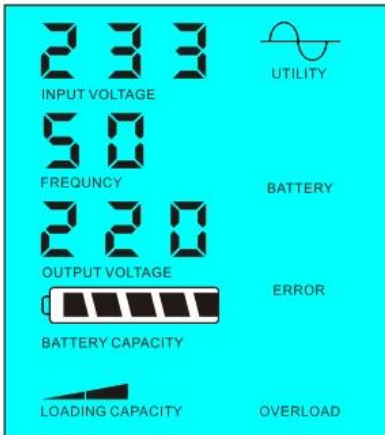 233
UTILITY
INPUT VOLTAGE
50
FREQUNCY
BATTERY
220
OUTPUT VOLTAGE
ERROR
BATTERY CAPACITY
LOADING CAPACITY
OVERLOAD